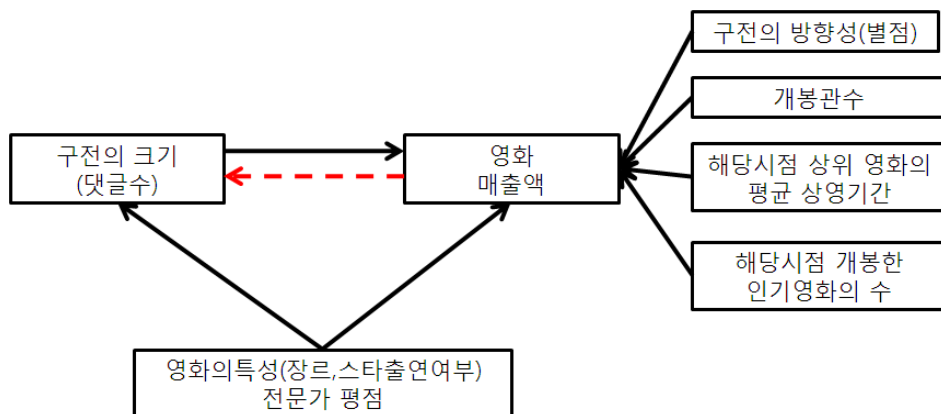 구전의 방향성(별점)
개봉관수
구전의 크기
(댓글수)
영화
매출액
해당시점 상위 영화의
평균 상영기간
해당시점 개봉한
인기영화의 수
영화의특성(장르,스타출연여부)
전문가 평점